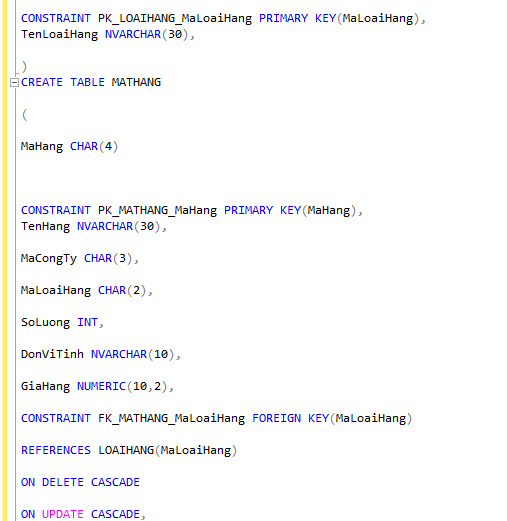 CONSTRAINT PK_LOAIHANG_MaLoaiHang PRIMARY KEY(MaLoaiHang),
TenLoaiHang NVARCHAR(30),
)
CREATE TABLE MATHANG
(
MaHang CHAR(4)
CONSTRAINT PK_MATHANG_MaHang PRIMARY KEY(MaHang),
TenHang NVARCHAR(30),
MaCongTy CHAR(3),
MaLoaiHang CHAR(2),
SoLuong INT,
DonViTinh NVARCHAR(10),
GiaHang NUMERIC(10,2),
CONSTRAINT FK_MATHANG_MaLoaiHang FOREIGN KEY(MaLoaiHang)
REFERENCES LOAIHANG(MaLoaiHang)
ON DELETE CASCADE
ON UPDATE CASCADE,